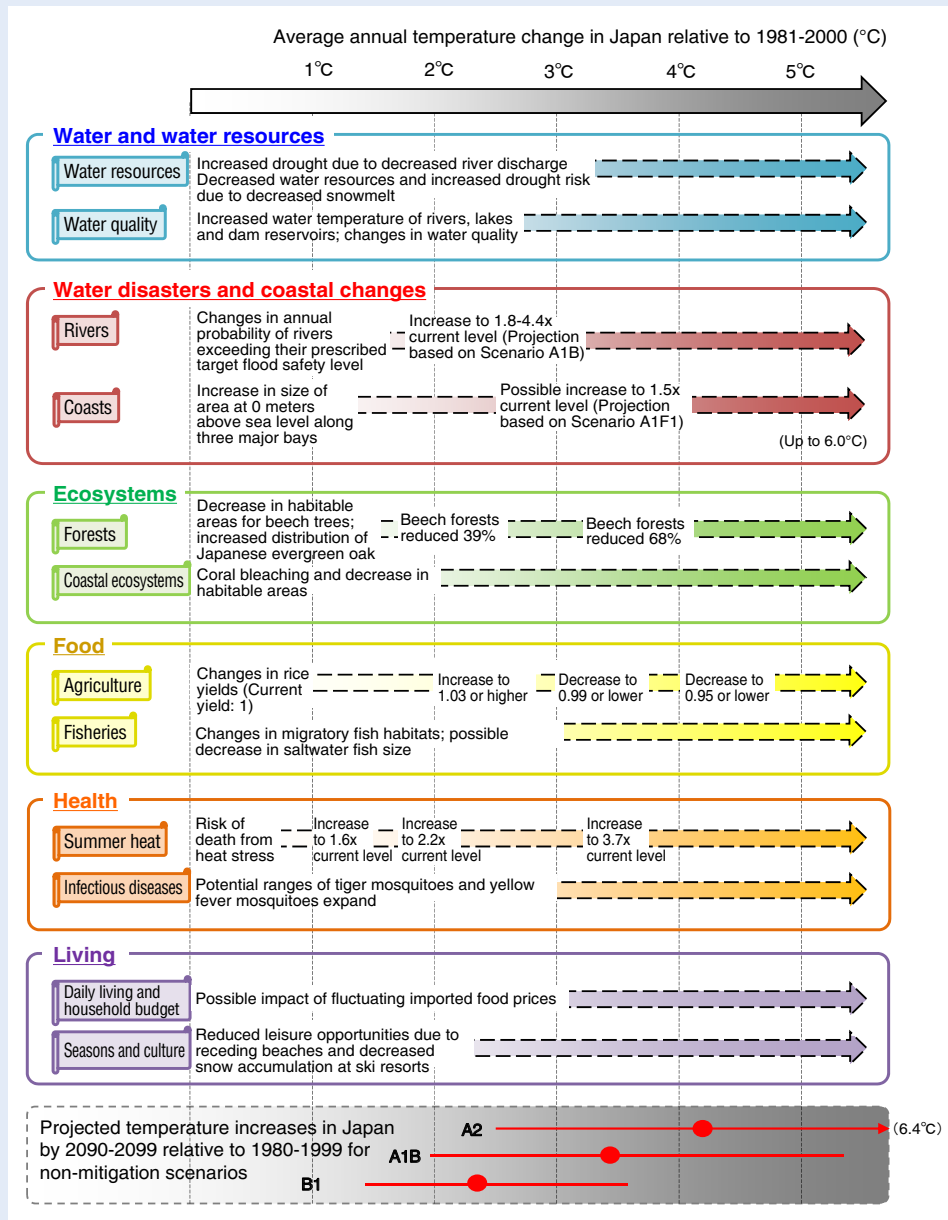 Average annual temperature change in Japan relative to 1981-2000 (°C)
1°C 2°C 3°C 4°C 5°C
Water and water resources
Water resources
Increased drought due to decreased river discharge
Decreased water resources and increased drought risk
due to decreased snowmelt
Water quality
Increased water temperature of rivers, lakes
and dam reservoirs; changes in water quality
Water disasters and coastal changes
Rivers
Changes in annual
probability of rivers
exceeding their prescribed
target flood safety level
Increase to 1.8-4.4x
current level (Projection
based on Scenario A1B)
Coasts
Increase in size of
area at 0 meters
above sea level along
three major bays
Possible increase to 1.5x
current level (Projection
based on Scenario A1F1)
(Up to 6.0°C)
Ecosystems
Forests
Decrease in habitable
areas for beech trees;
increased distribution of
Japanese evergreen oak
Beech forests
reduced 39%
Beech forests
reduced 68%
Coastal ecosystems
Coral bleaching and decrease in
habitable areas
Food
Agriculture
Changes in rice
yields (Current
yield: 1)
Increase to
1.03 or higher
Decrease to
0.99 or lower
Decrease to
0.95 or lower
Fisheries
Changes in migratory fish habitats; possible
decrease in saltwater fish size
Health
Summer heat
Risk of
death from
heat stress
Increase
to 1.6x
current level
Increase
to 2.2x
current level
Increase
to 3.7x
current level
Infectious diseases
Potential ranges of tiger mosquitoes and yellow
fever mosquitoes expand
Living
Daily living and
household budget
Possible impact of fluctuating imported food prices
Seasons and culture
Reduced leisure opportunities due to
receding beaches and decreased
snow accumulation at ski resorts
Projected temperature increases in Japan
by 2090-2099 relative to 1980-1999 for
non-mitigation scenarios
A2
(6.4°C)
A1B
B1